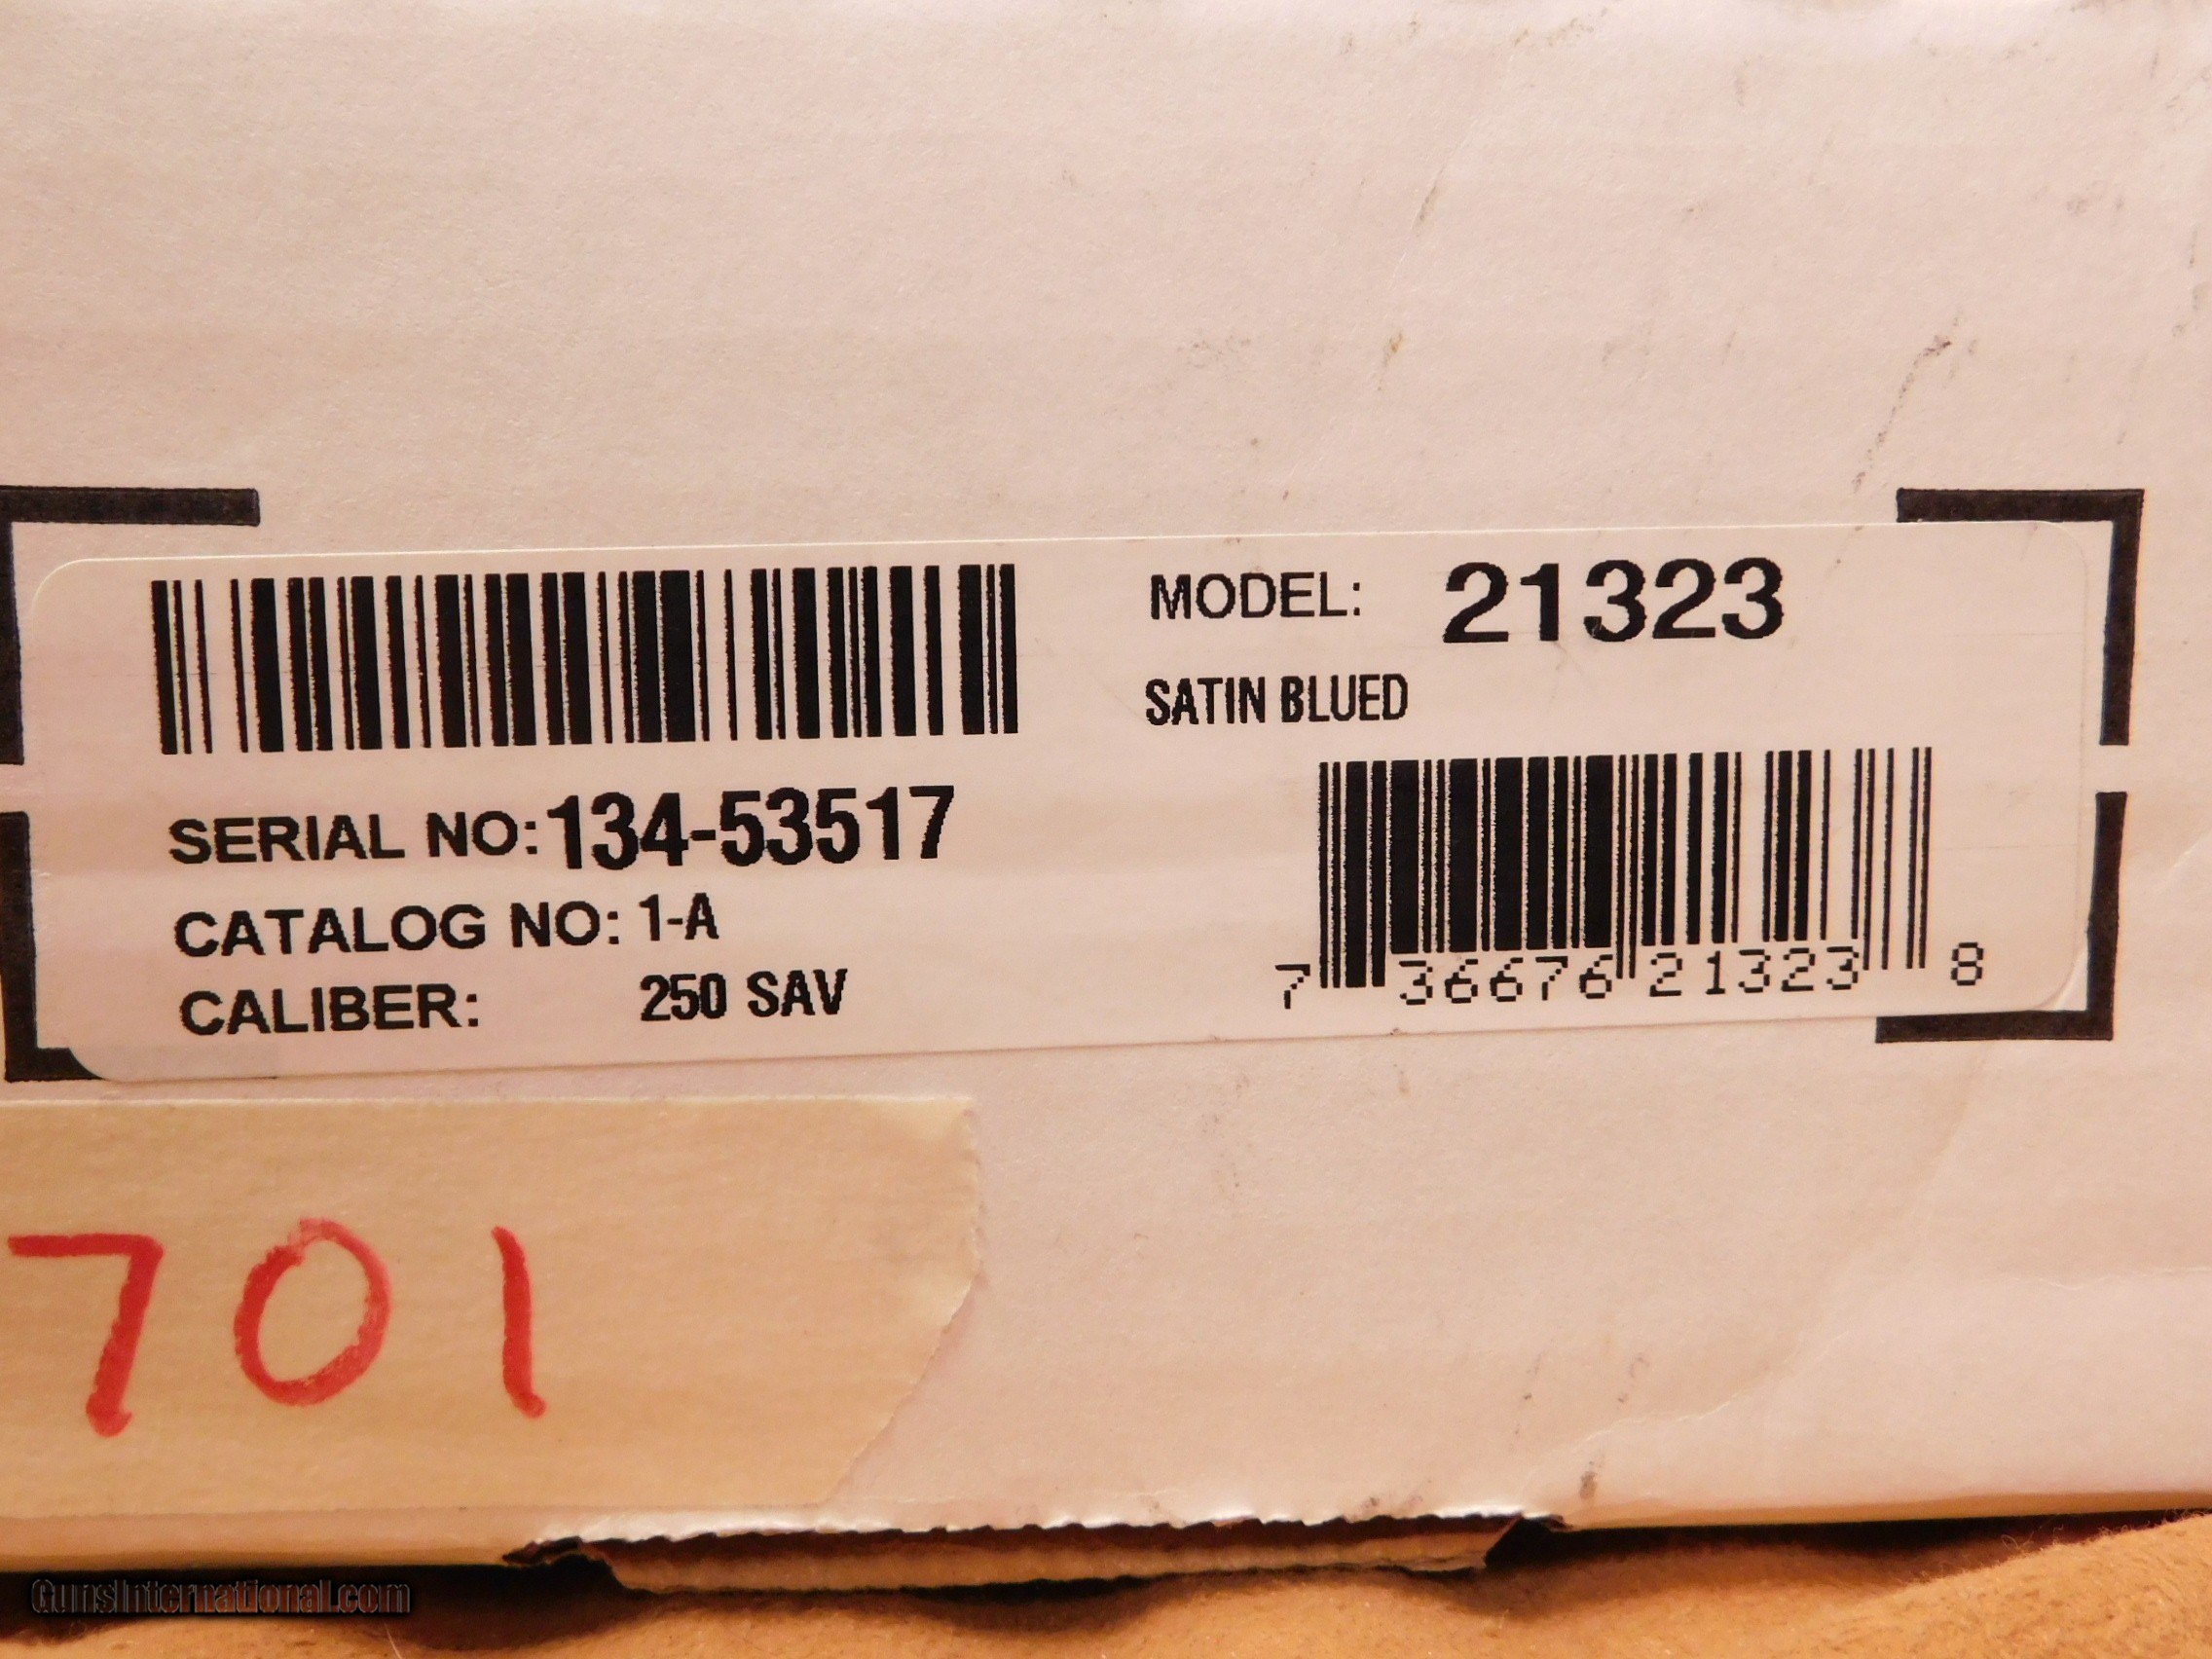 MODEL: 21323
SATIN BLUED
SERIAL NO: 134-53517
CATALOG NO: 1-A
CALIBER: 250 SAV
7 36676 21323 8
701
GunsInternational.com